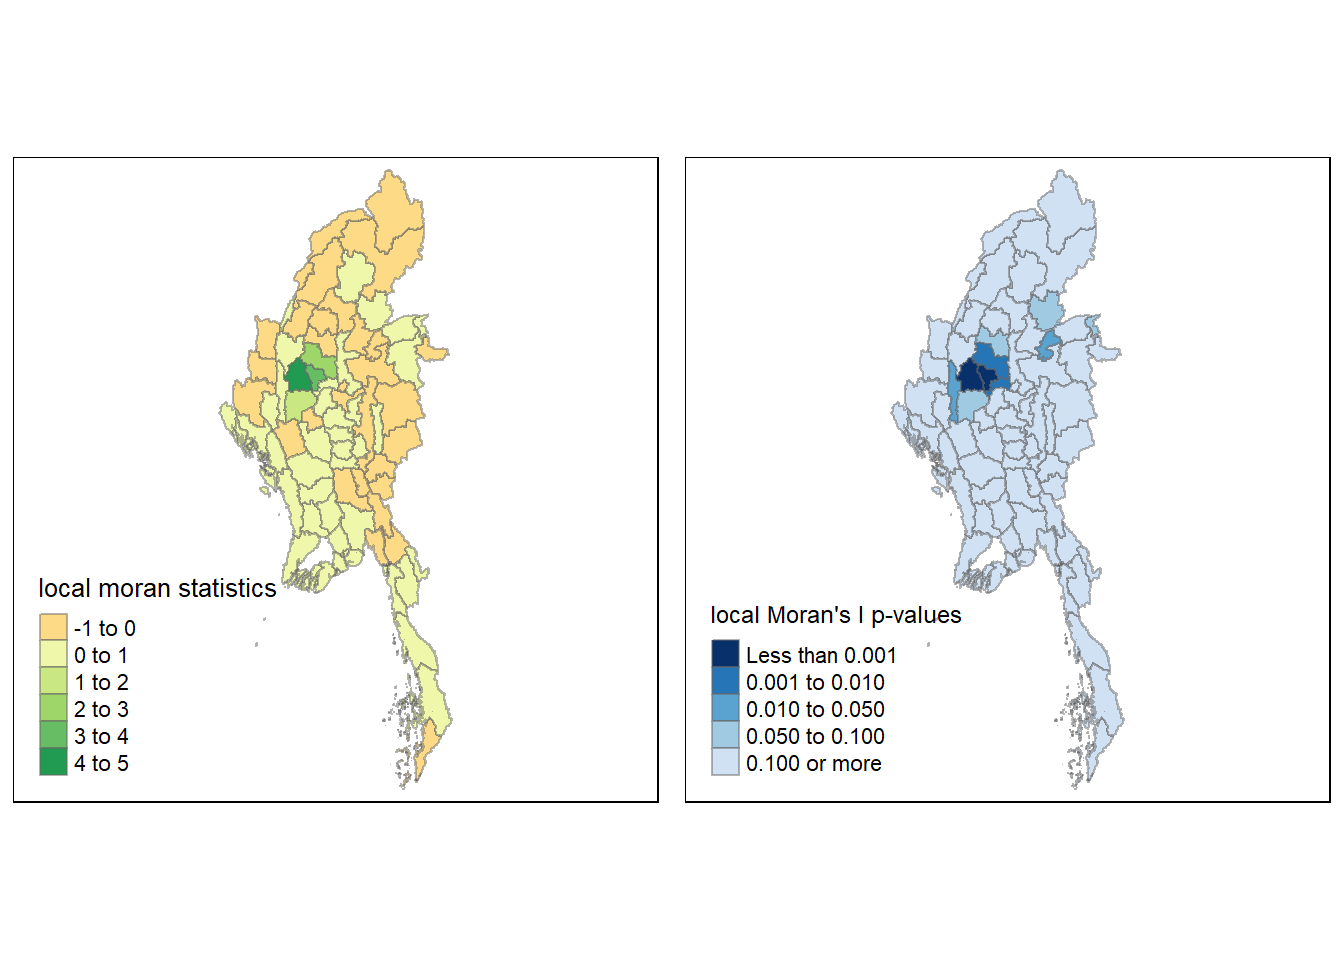 local moran statistics
-1 to 0
0 to 1
1 to 2
2 to 3
3 to 4
4 to 5
local Moran's I p-values
Less than 0.001
0.001 to 0.010
0.010 to 0.050
0.050 to 0.100
0.100 or more